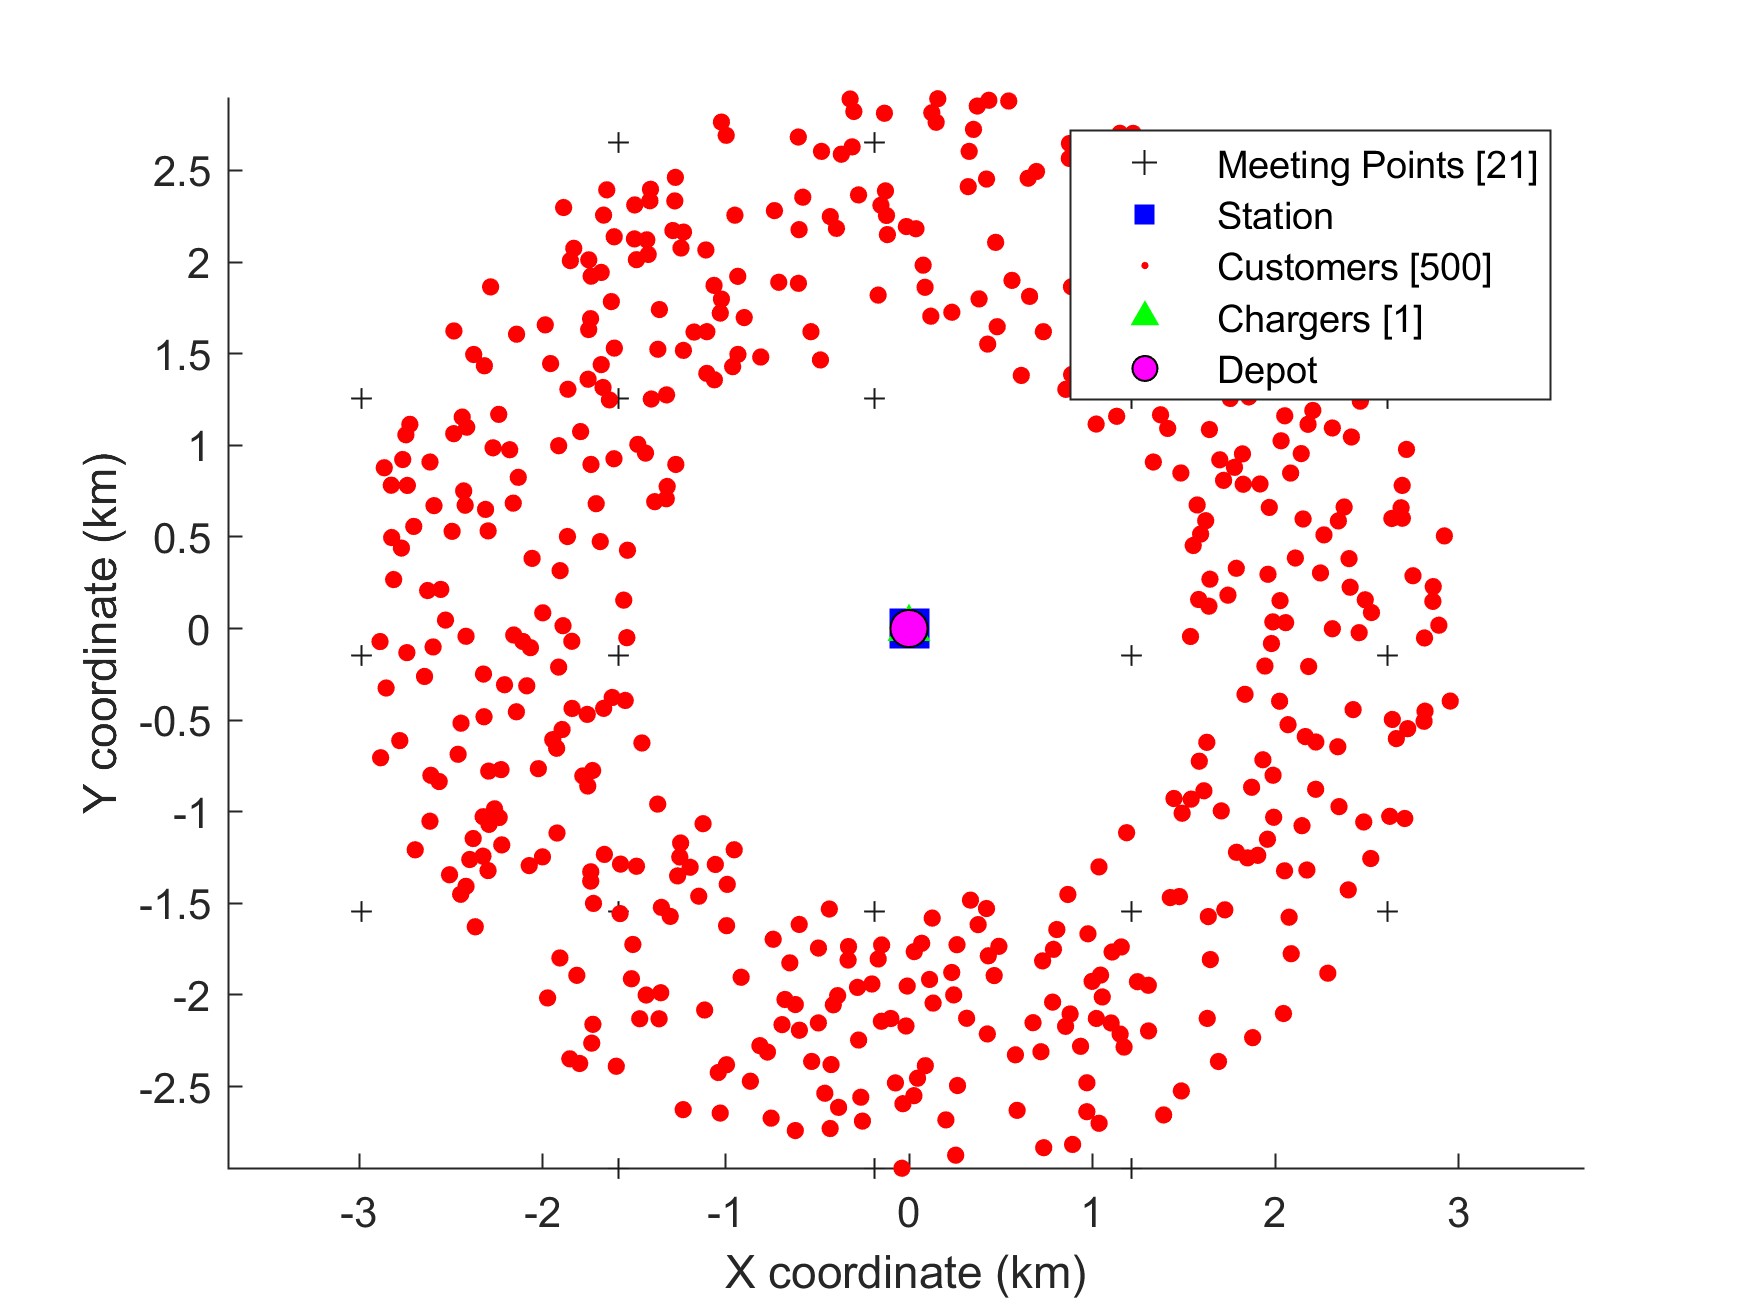 2.5
2
1.5
1
0.5
0
-0.5
-1
-1.5
-2
-2.5
Y coordinate (km)
Meeting Points [21]
Station
Customers [500]
Chargers [1]
Depot
-3 -2 -1 0 1 2 3
X coordinate (km)